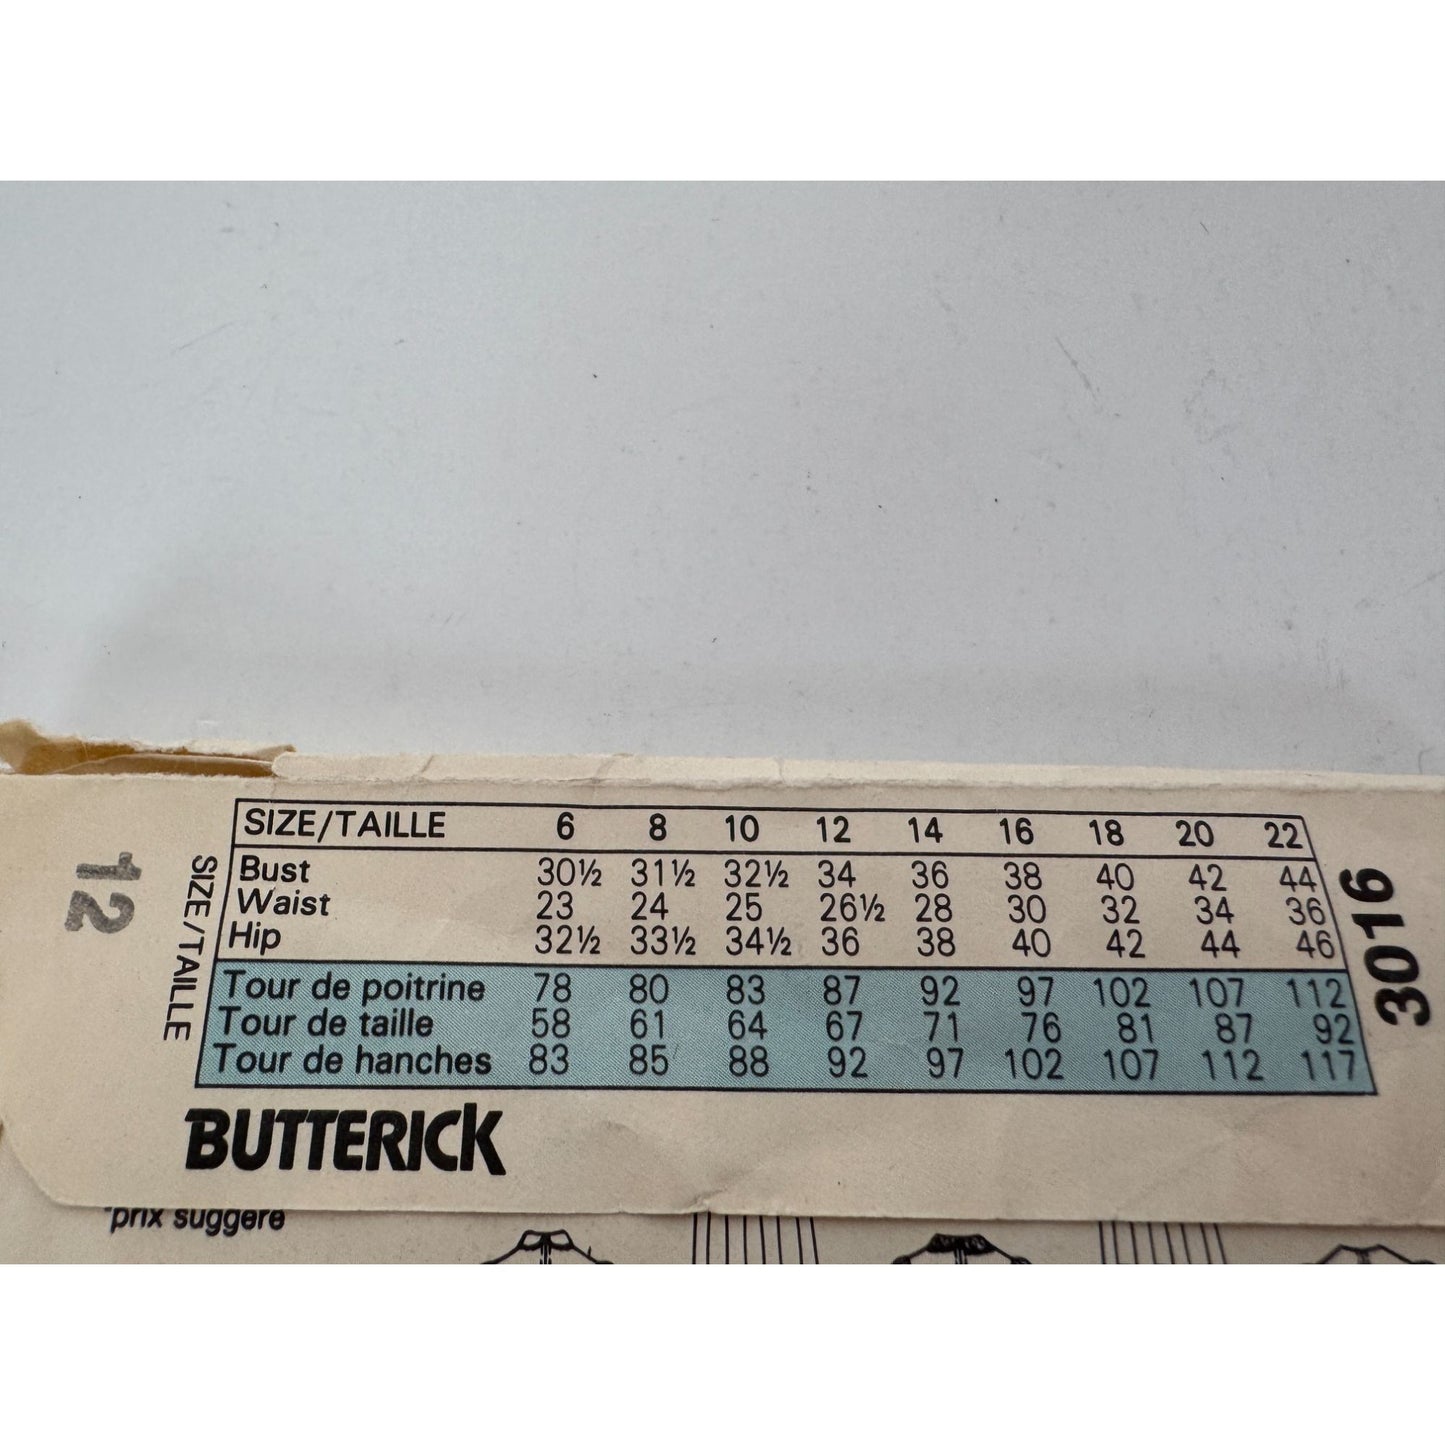 12
SIZE/TAILLE
SIZE/TAILLE 6 8 10 12 14 16 18 20 22
Bust 30½ 31½ 32½ 34 36 38 40 42 44
Waist 23 24 25 26½ 28 30 32 34 36
Hip 32½ 33½ 34½ 36 38 40 42 44 46
Tour de poitrine 78 80 83 87 92 97 102 107 112
Tour de taille 58 61 64 67 71 76 81 87 92
Tour de hanches 83 85 88 92 97 102 107 112 117
3016
BUTTERICK
*prix suggéré